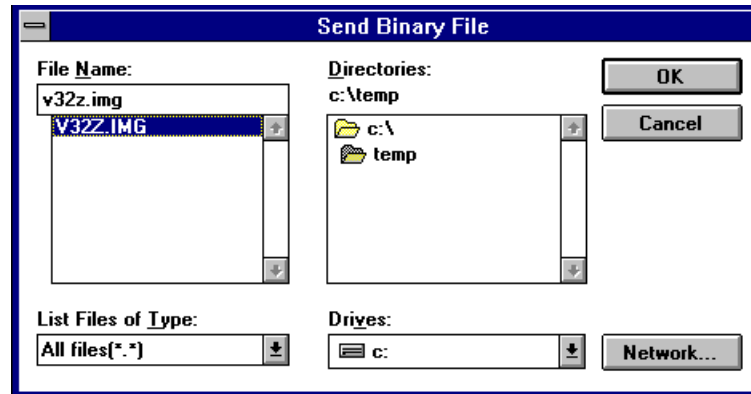 Send Binary File
File Name:
v32z.img
V32Z.IMG
List Files of Type:
All files(*.*)
Directories:
c:\temp
c:\
temp
Drives:
c:
OK
Cancel
Network...